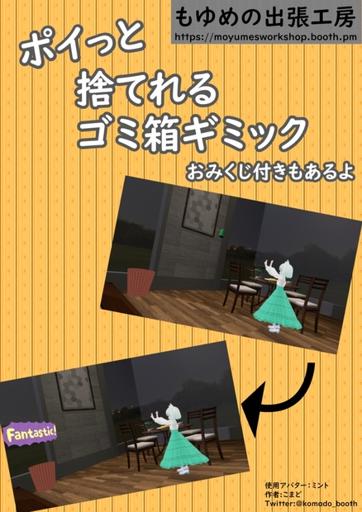 もゆめの出張工房
https://moyumesworkshop.booth.pm
ポイっと
捨てれる
ゴミ箱ギミック
おみくじ付きもあるよ
Fantastic!
使用アバター：ミント
作者：こまど
Twitter:@komado_booth